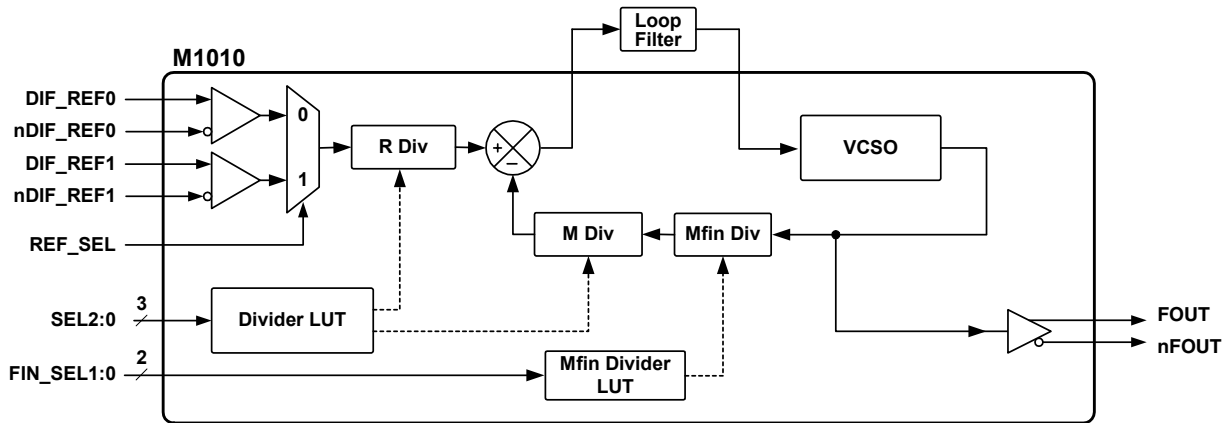 Loop
Filter
M1010
DIF_REF0
nDIF_REF0
DIF_REF1
nDIF_REF1
REF_SEL
0
1
R Div
+
–
VCSO
M Div
Mfin Div
SEL2:0
3
Divider LUT
FIN_SEL1:0
2
Mfin Divider
LUT
FOUT
nFOUT